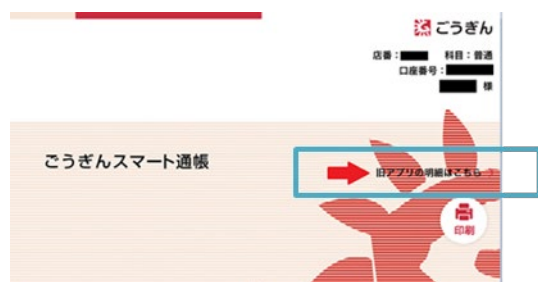 ごうぎん
店番： 科目：普通
口座番号：
様
ごうぎんスマート通帳
旧アプリの明細はこちら 〉
印刷